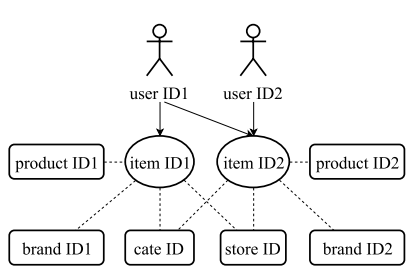 user ID1 user ID2
product ID1 item ID1 item ID2 product ID2
brand ID1 cate ID store ID brand ID2